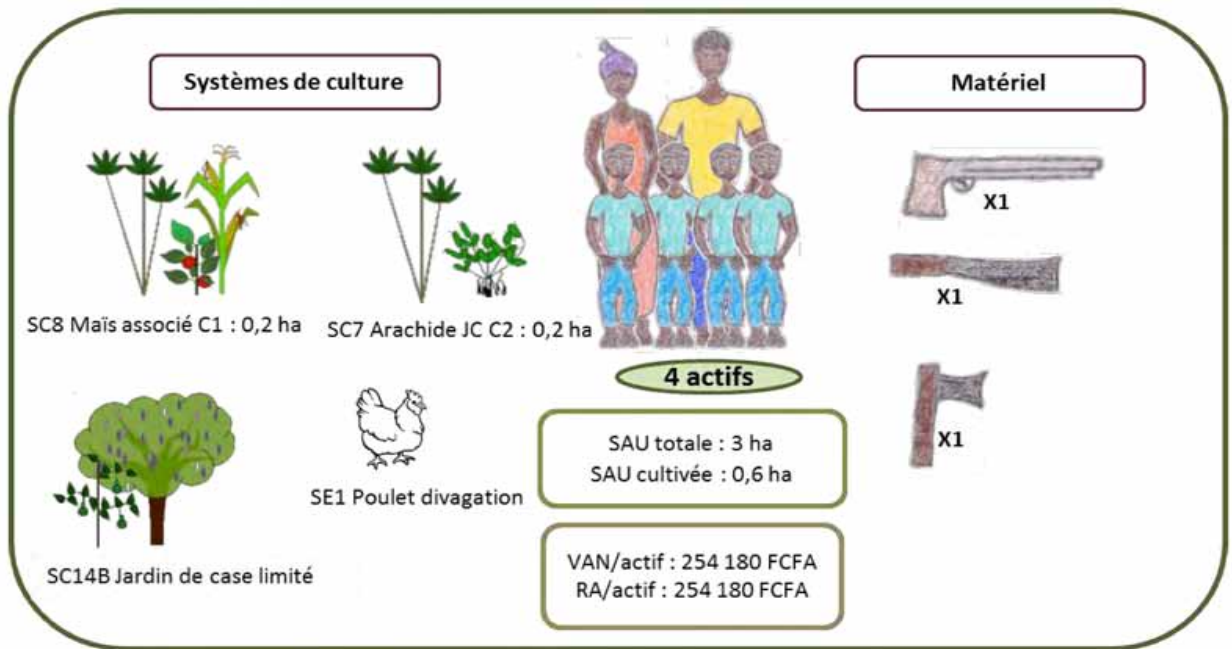 Systèmes de culture
Matériel
X1
X1
SC8 Maïs associé C1 : 0,2 ha
SC7 Arachide JC C2 : 0,2 ha
4 actifs
X1
SAU totale : 3 ha
SAU cultivée : 0,6 ha
SE1 Poulet divagation
SC14B Jardin de case limité
VAN/actif : 254 180 FCFA
RA/actif : 254 180 FCFA